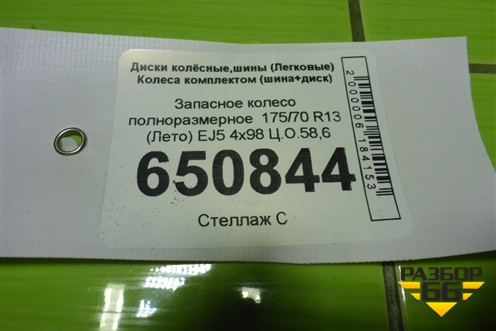 Диски колёсные,шины (Легковые)
Колеса комплектом (шина+диск)
Запасное колесо
полноразмерное 175/70 R13
(Лето) EJ5 4x98 Ц.О.58,6
650844
Стеллаж С
2000006184153
РАЗБОР
66